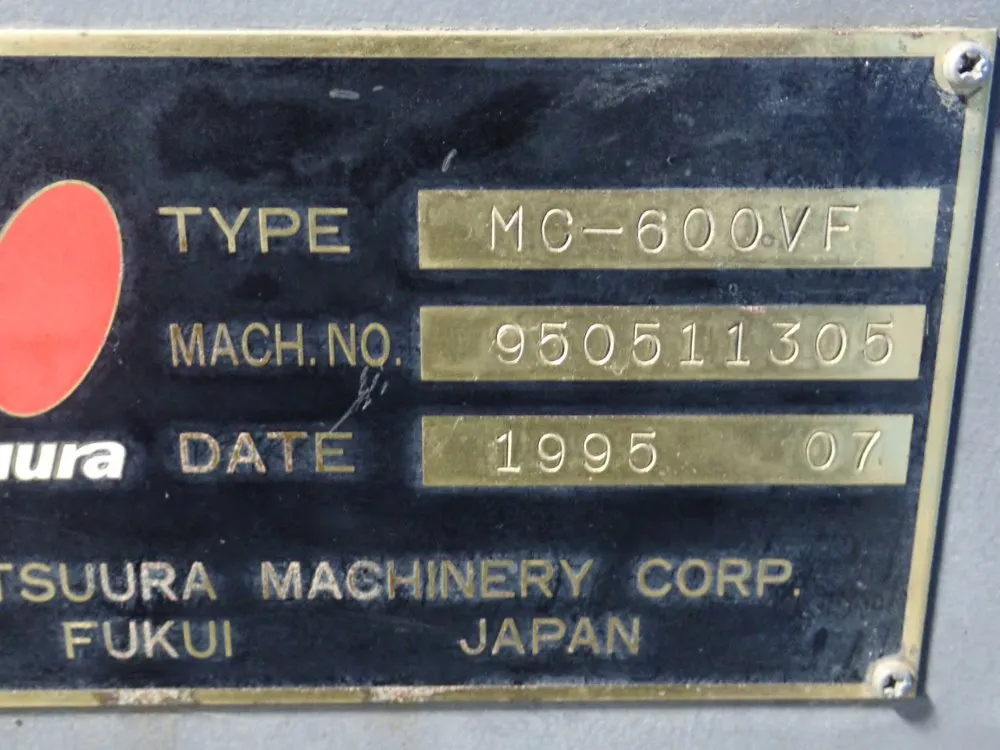 TYPE MC-600VF
MACH. NO. 950511305
uura DATE 1995 07
TSUURA MACHINERY CORP.
FUKUI JAPAN